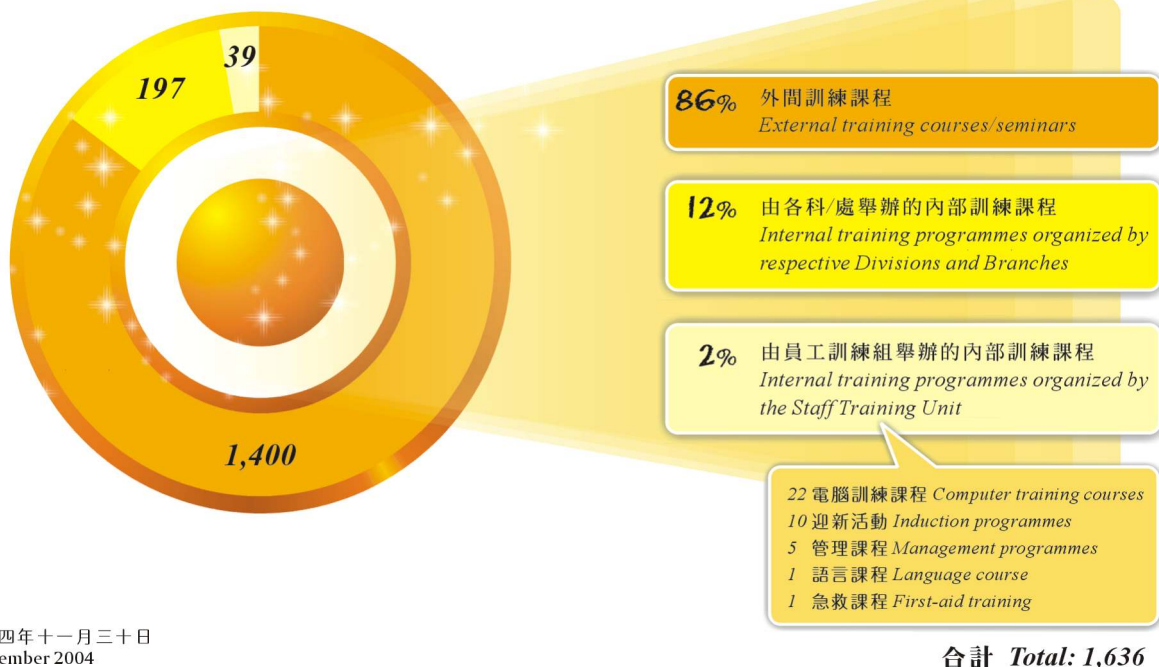 39
197
1,400
86% 外間訓練課程
External training courses/seminars
12% 由各科/處舉辦的內部訓練課程
Internal training programmes organized by
respective Divisions and Branches
2% 由員工訓練組舉辦的內部訓練課程
Internal training programmes organized by
the Staff Training Unit
22 電腦訓練課程 Computer training courses
10 迎新活動 Induction programmes
5 管理課程 Management programmes
1 語言課程 Language course
1 急救課程 First-aid training
四年十一月三十日
ember 2004
合計 Total: 1,636